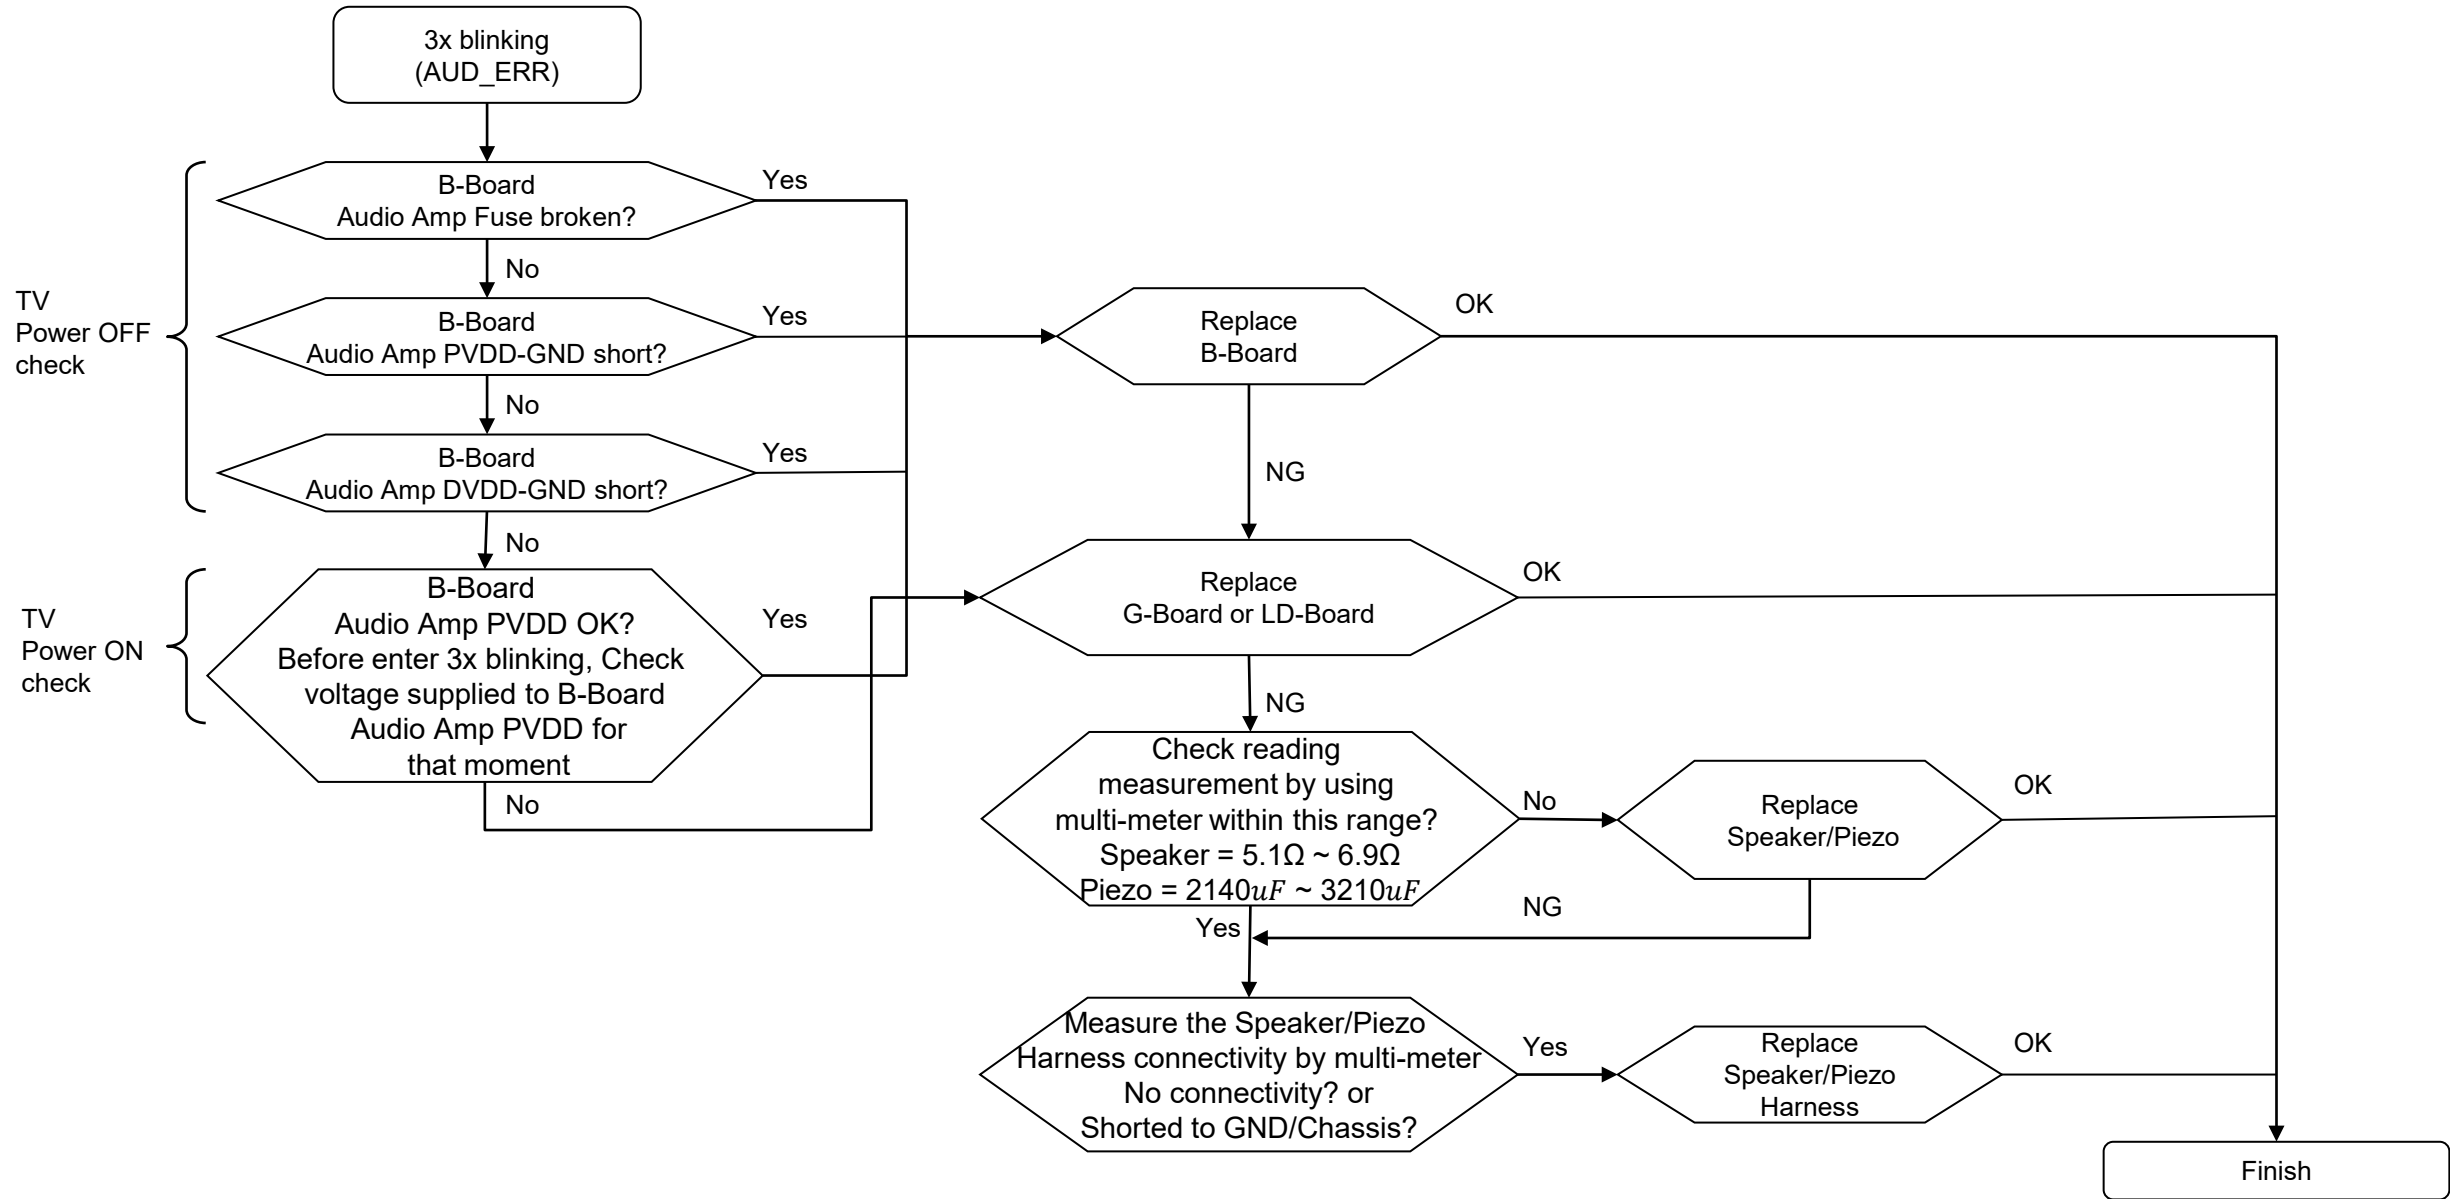 3x blinking
(AUD_ERR)
B-Board
Audio Amp Fuse broken?
Yes
No
TV
Power OFF
check
B-Board
Audio Amp PVDD-GND short?
Yes
No
B-Board
Audio Amp DVDD-GND short?
Yes
No
TV
Power ON
check
B-Board
Audio Amp PVDD OK?
Before enter 3x blinking, Check
voltage supplied to B-Board
Audio Amp PVDD for
that moment
Yes
No
Replace
B-Board
OK
NG
Replace
G-Board or LD-Board
OK
NG
Check reading
measurement by using
multi-meter within this range?
Speaker = 5.1Ω ~ 6.9Ω
Piezo = 2140uF ~ 3210uF
No
Replace
Speaker/Piezo
OK
NG
Yes
Measure the Speaker/Piezo
Harness connectivity by multi-meter
No connectivity? or
Shorted to GND/Chassis?
Yes
Replace
Speaker/Piezo
Harness
OK
Finish